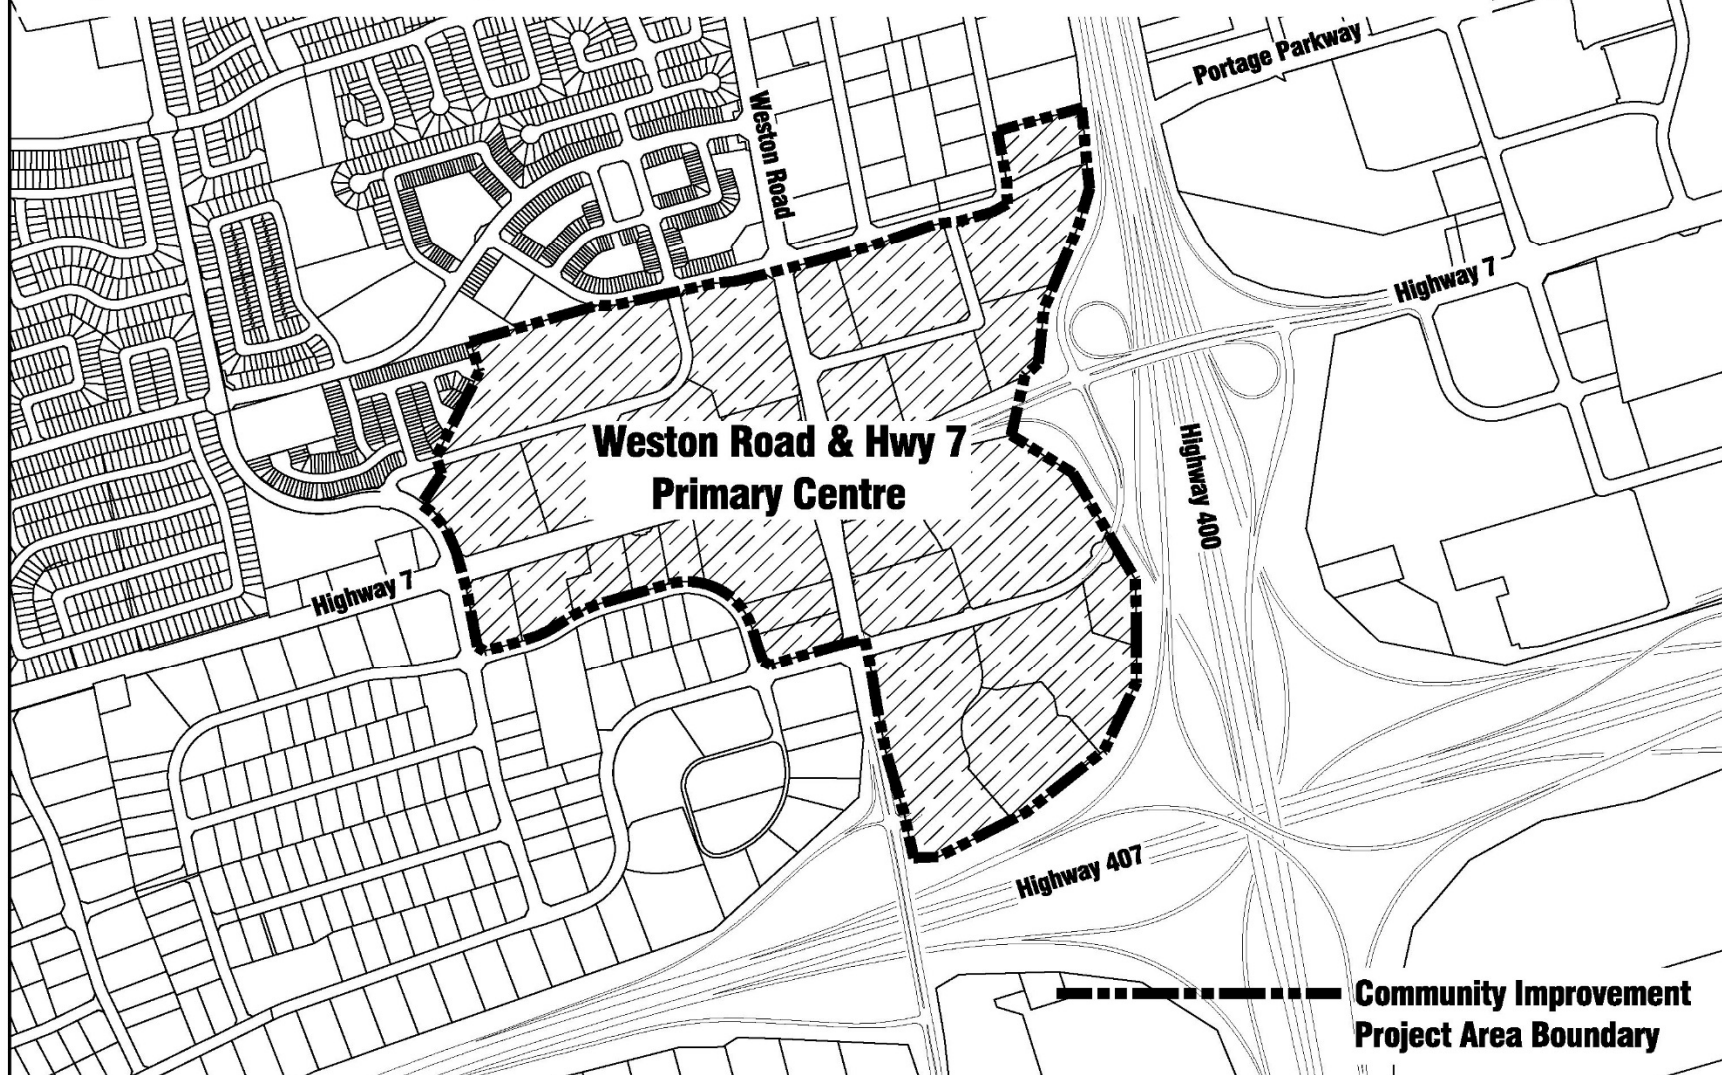 Portage Parkway
Weston Road
Highway 7
Weston Road & Hwy 7
Primary Centre
Highway 400
Highway 7
Highway 407
Community Improvement
Project Area Boundary